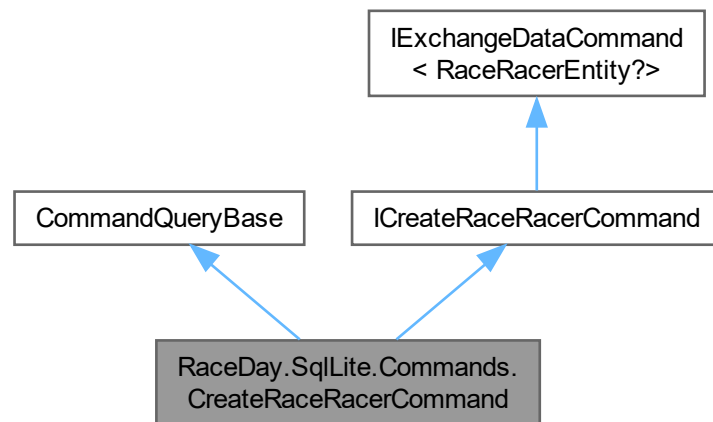 IExchangeDataCommand
< RaceRacerEntity?>
CommandQueryBase
ICreateRaceRacerCommand
RaceDay.SqlLite.Commands.
CreateRaceRacerCommand